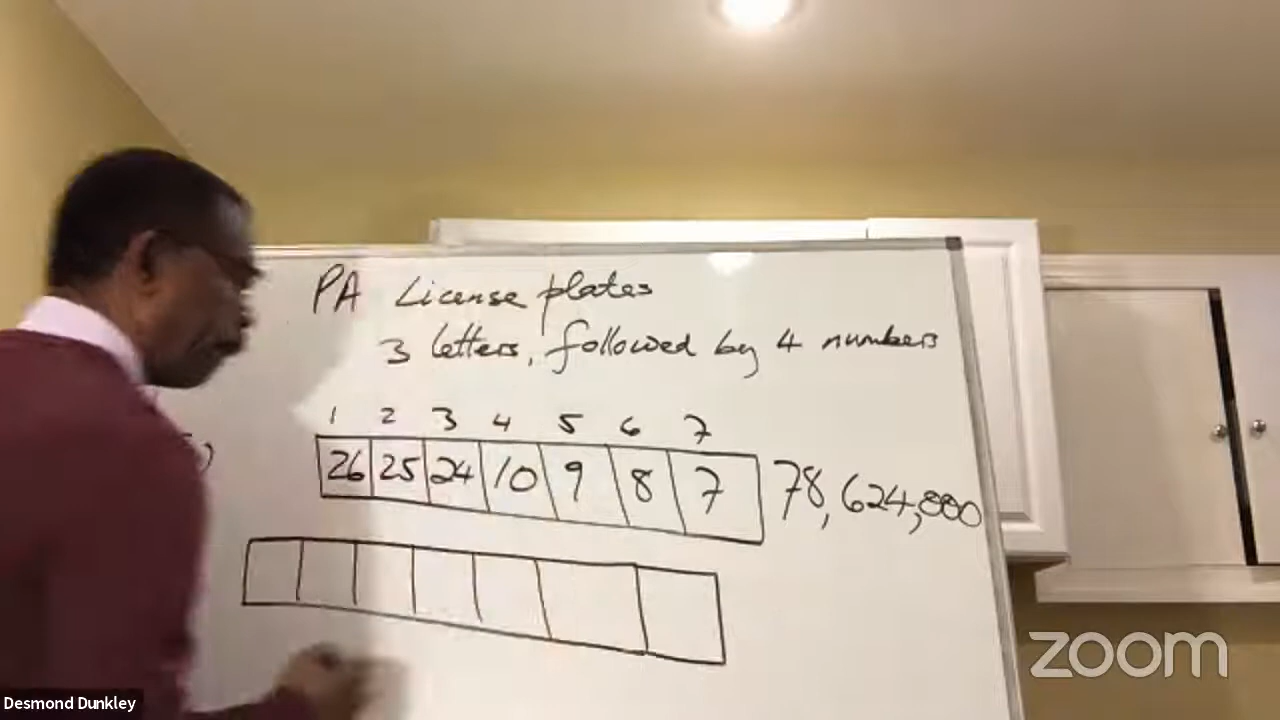 PA License plates
3 letters, followed by 4 numbers
1 2 3 4 5 6 7
26 25 24 10 9 8 7 78,624,000
zoom
Desmond Dunkley